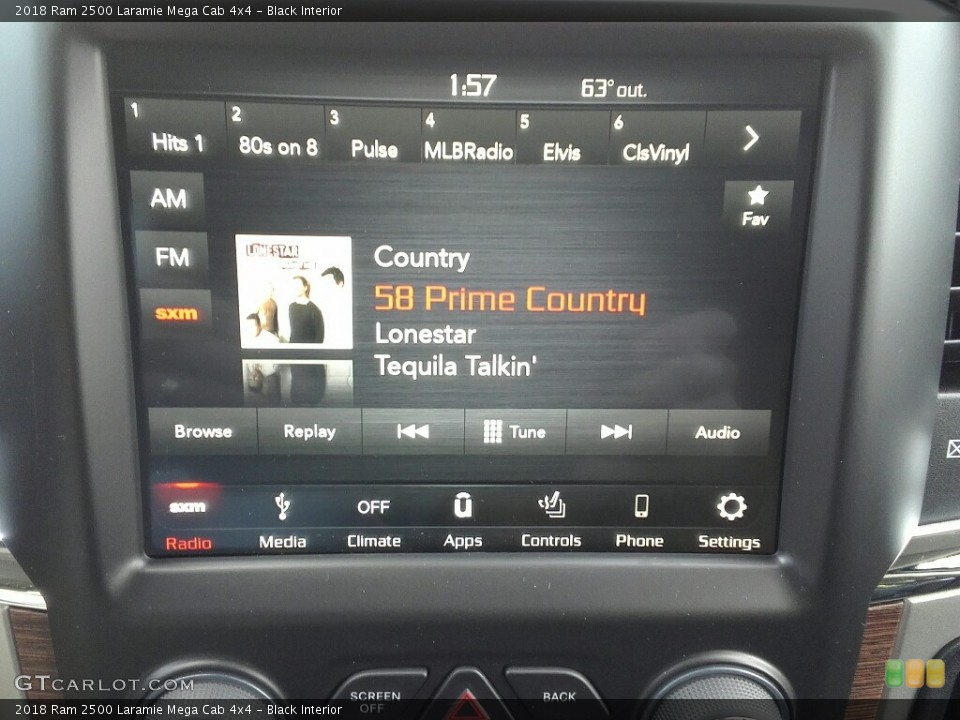 2018 Ram 2500 Laramie Mega Cab 4x4 - Black Interior
1:57 63° out.
1 2 3 4 5 6
Hits 1 80s on 8 Pulse MLBRadio Elvis ClsVinyl
AM
Fav
FM
LONESTAR
Country
sxm
58 Prime Country
Lonestar
Tequila Talkin'
Browse Replay Tune Audio
sxm OFF
Radio Media Climate Apps Controls Phone Settings
GTCARLOT.COM
SCREEN OFF BACK
2018 Ram 2500 Laramie Mega Cab 4x4 - Black Interior